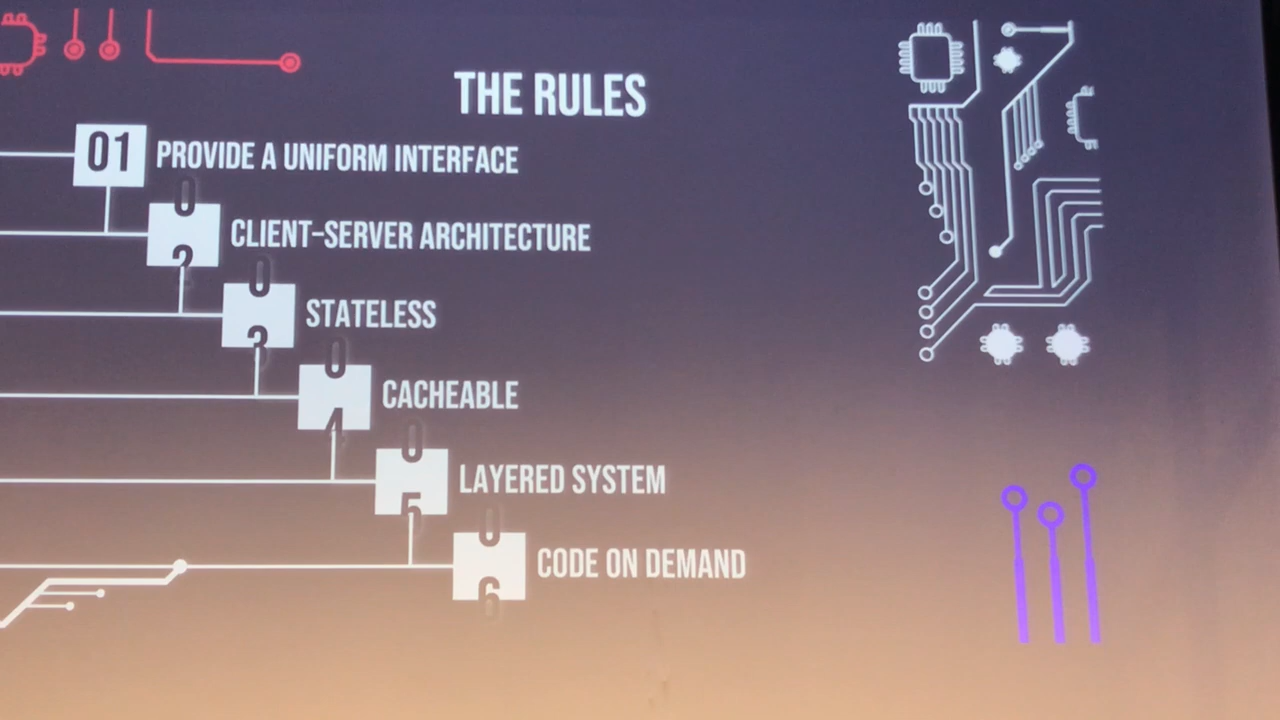 THE RULES
01 PROVIDE A UNIFORM INTERFACE
02 CLIENT-SERVER ARCHITECTURE
03 STATELESS
04 CACHEABLE
05 LAYERED SYSTEM
06 CODE ON DEMAND